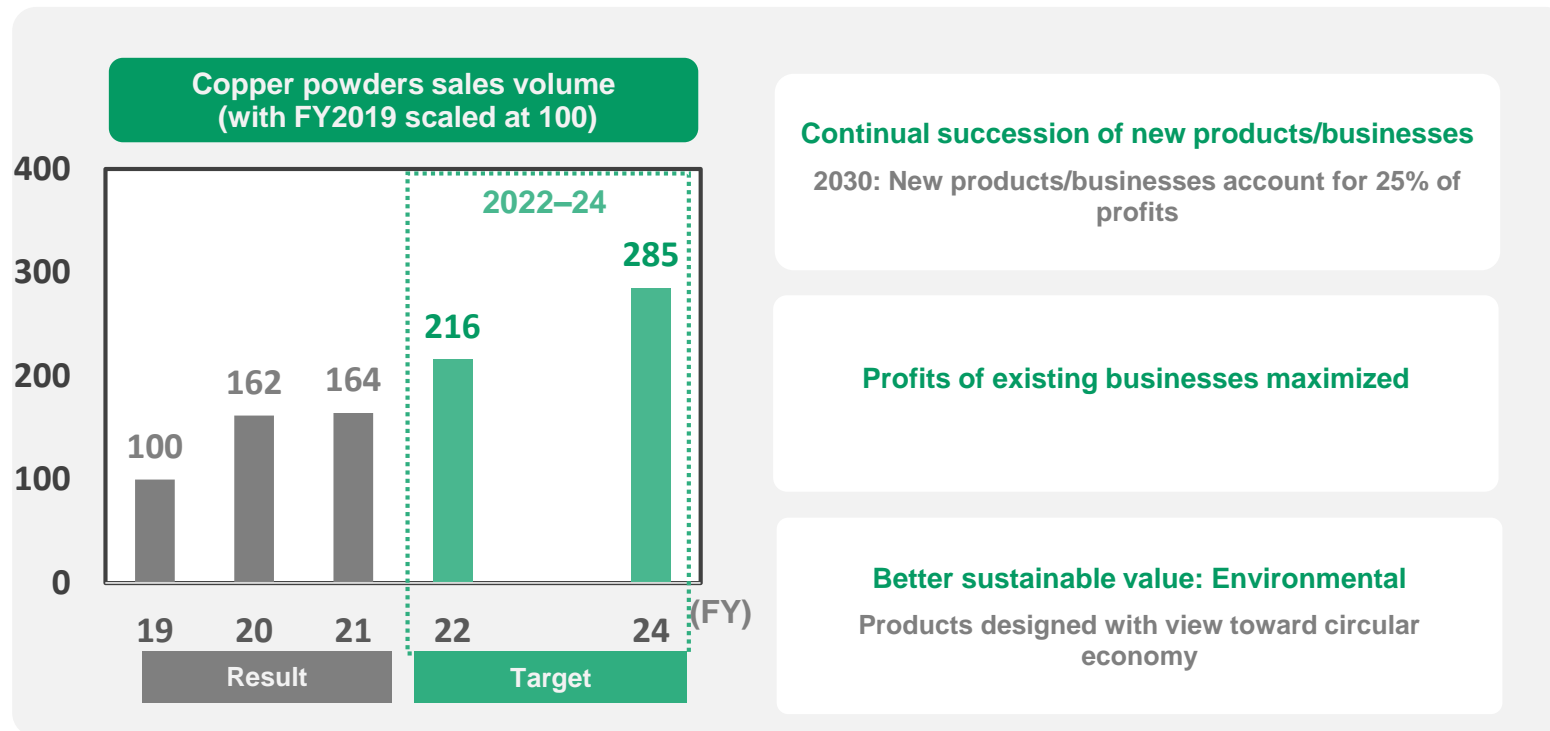 Copper powders sales volume
(with FY2019 scaled at 100)
400
300
200
100
0
2022–24
100
162
164
216
285
19
20
21
22
24
(FY)
Result
Target
Continual succession of new products/businesses
2030: New products/businesses account for 25% of
profits
Profits of existing businesses maximized
Better sustainable value: Environmental
Products designed with view toward circular
economy